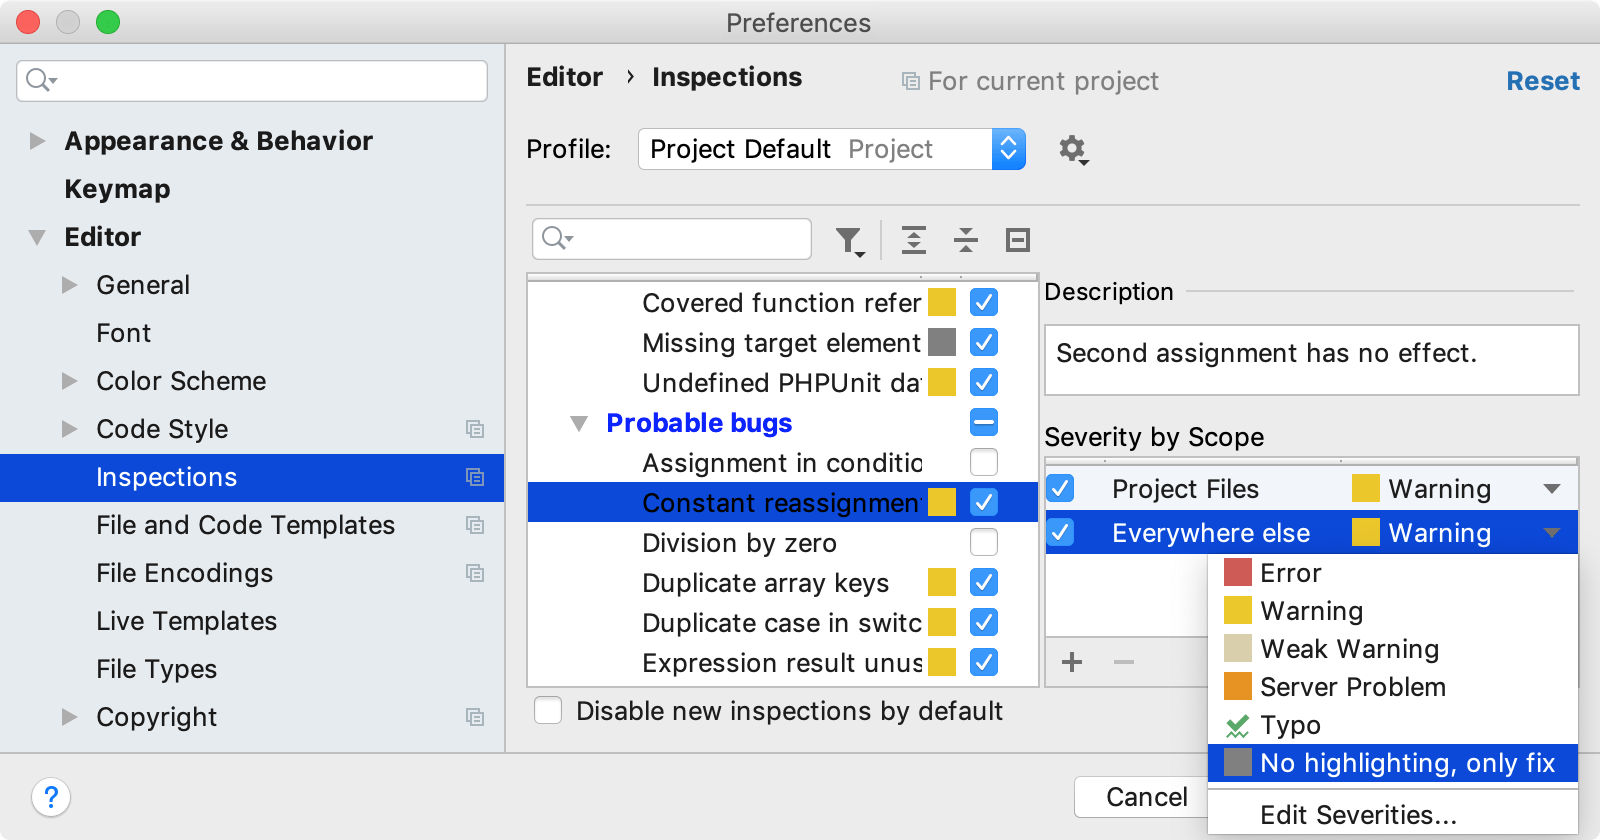 Preferences
Appearance & Behavior
Keymap
Editor
General
Font
Color Scheme
Code Style
Inspections
File and Code Templates
File Encodings
Live Templates
File Types
Copyright
?
Editor › Inspections
For current project
Reset
Profile:
Project Default Project
Covered function refer
Missing target element
Undefined PHPUnit da
Probable bugs
Assignment in conditio
Constant reassignmen
Division by zero
Duplicate array keys
Duplicate case in switc
Expression result unus
Disable new inspections by default
Description
Second assignment has no effect.
Severity by Scope
Project Files Warning
Everywhere else Warning
Error
Warning
Weak Warning
Server Problem
Typo
No highlighting, only fix
Edit Severities...
Cancel